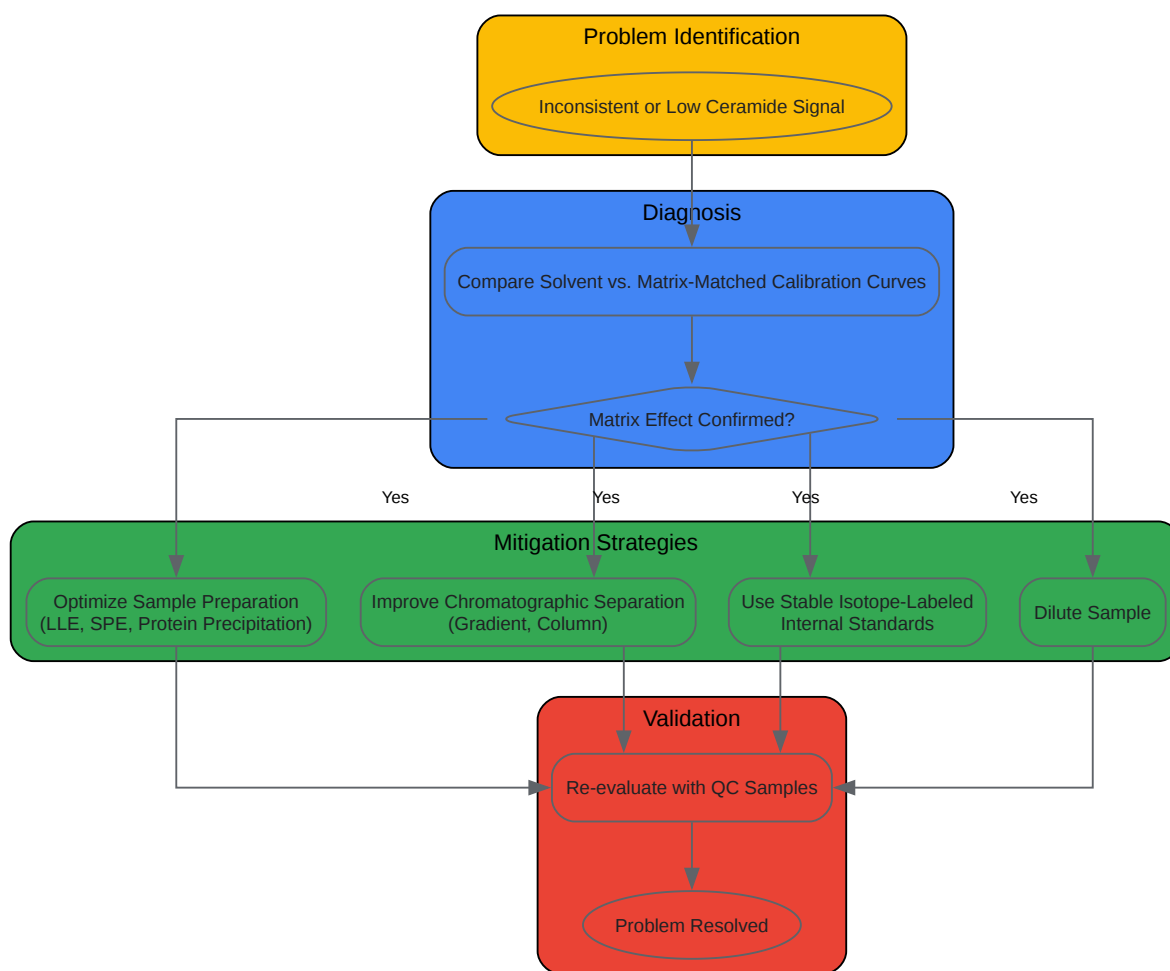 Problem Identification
Inconsistent or Low Ceramide Signal
Diagnosis
Compare Solvent vs. Matrix-Matched Calibration Curves
Matrix Effect Confirmed?
Yes
Yes
Yes
Yes
Mitigation Strategies
Optimize Sample Preparation
(LLE, SPE, Protein Precipitation)
Improve Chromatographic Separation
(Gradient, Column)
Use Stable Isotope-Labeled
Internal Standards
Dilute Sample
Validation
Re-evaluate with QC Samples
Problem Resolved